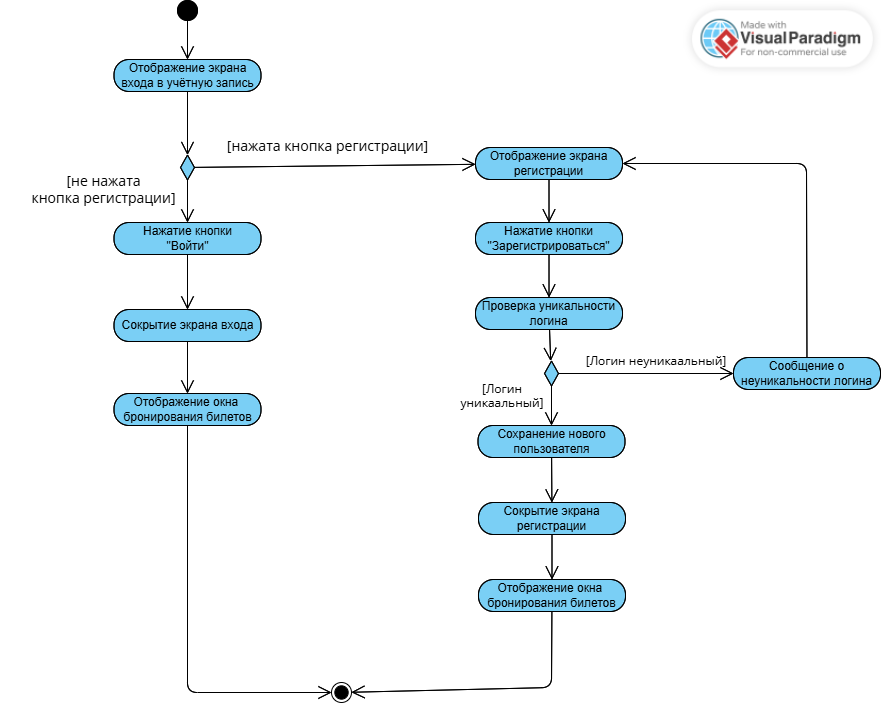 Made with
VisualParadigm
For non-commercial use
Отображение экрана
входа в учётную запись
[нажата кнопка регистрации]
Отображение экрана
регистрации
[не нажата
кнопка регистрации]
Нажатие кнопки
"Войти"
Нажатие кнопки
"Зарегистрироваться"
Сокрытие экрана входа
Проверка уникальности
логина
[Логин неуникаальный]
Сообщение о
неуникальности логина
[Логин
уникаальный]
Отображение окна
бронирования билетов
Сохранение нового
пользователя
Сокрытие экрана
регистрации
Отображение окна
бронирования билетов